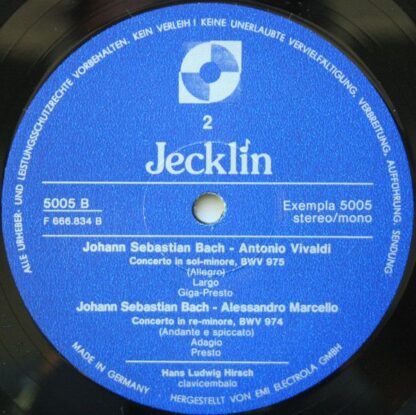 ALLE URHEBER- UND LEISTUNGSSCHUTZRECHTE VORBEHALTEN. KEIN VERLEIH! KEINE UNERLAUBTE VERVIELFÄLTIGUNG, VERBREITUNG, AUFFÜHRUNG, SENDUNG
2
Jecklin
5005 B
F 666.834 B
Exempla 5005
stereo/mono
Johann Sebastian Bach - Antonio Vivaldi
Concerto in sol-minore, BWV 975
(Allegro)
Largo
Giga-Presto
Johann Sebastian Bach - Alessandro Marcello
Concerto in re-minore, BWV 974
(Andante e spiccato)
Adagio
Presto
Hans Ludwig Hirsch
clavicembalo
MADE IN GERMANY · HERGESTELLT VON EMI ELECTROLA GMBH